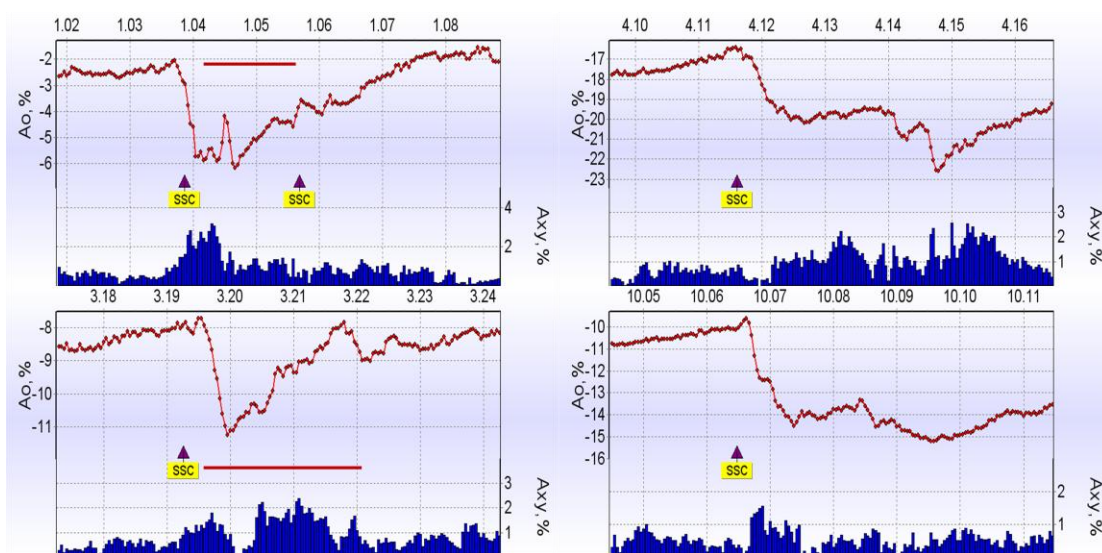 1.02 1.03 1.04 1.05 1.06 1.07 1.08
-2
-3
-4
-5
-6
Ao, %
SSC SSC
4
2
Axy, %
4.10 4.11 4.12 4.13 4.14 4.15 4.16
-17
-18
-19
-20
-21
-22
-23
Ao, %
SSC
3
2
1
Axy, %
3.18 3.19 3.20 3.21 3.22 3.23 3.24
-8
-9
-10
-11
Ao, %
SSC
3
2
1
Axy, %
10.05 10.06 10.07 10.08 10.09 10.10 10.11
-10
-11
-12
-13
-14
-15
-16
Ao, %
SSC
2
1
Axy, %